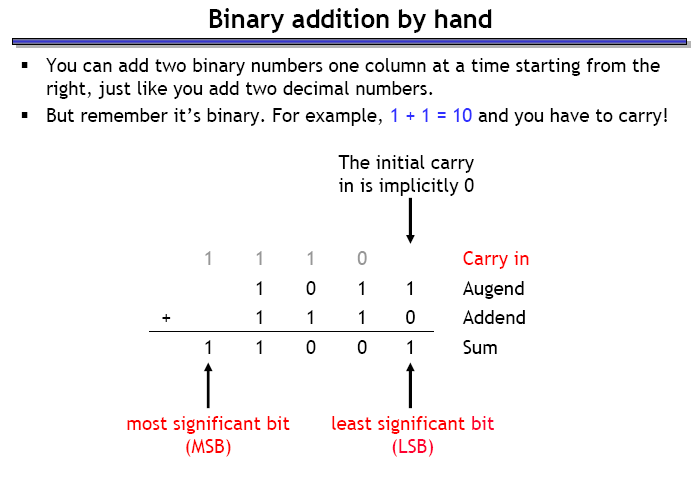 Binary addition by hand
▪ You can add two binary numbers one column at a time starting from the
right, just like you add two decimal numbers.
▪ But remember it’s binary. For example, 1 + 1 = 10 and you have to carry!
The initial carry
in is implicitly 0
1 1 1 0 Carry in
1 0 1 1 Augend
+ 1 1 1 0 Addend
1 1 0 0 1 Sum
most significant bit
(MSB)
least significant bit
(LSB)